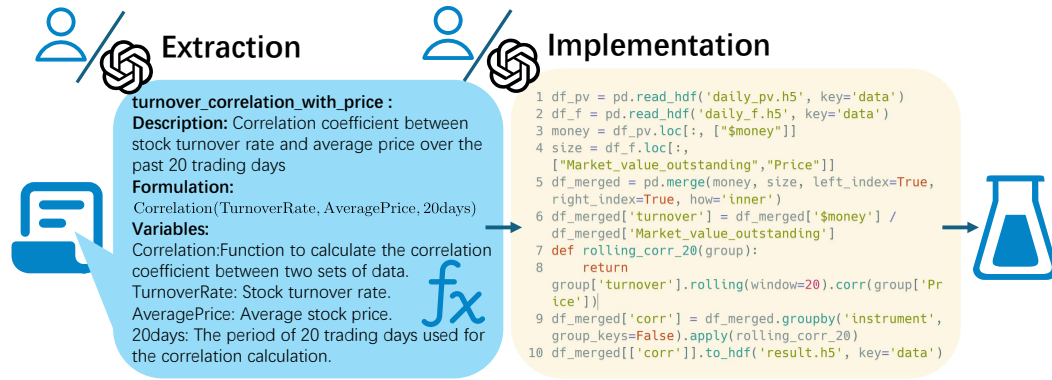 Extraction
turnover_correlation_with_price :
Description: Correlation coefficient between
stock turnover rate and average price over the
past 20 trading days
Formulation:
Correlation(TurnoverRate, AveragePrice, 20days)
Variables:
Correlation:Function to calculate the correlation
coefficient between two sets of data.
TurnoverRate: Stock turnover rate.
AveragePrice: Average stock price.
20days: The period of 20 trading days used for
the correlation calculation.
fx
Implementation
1 df_pv = pd.read_hdf('daily_pv.h5', key='data')
2 df_f = pd.read_hdf('daily_f.h5', key='data')
3 money = df_pv.loc[:, ["$money"]]
4 size = df_f.loc[:,
["Market_value_outstanding","Price"]]
5 df_merged = pd.merge(money, size, left_index=True,
right_index=True, how='inner')
6 df_merged['turnover'] = df_merged['$money'] /
df_merged['Market_value_outstanding']
7 def rolling_corr_20(group):
8     return
group['turnover'].rolling(window=20).corr(group['Pr
ice'])
9 df_merged['corr'] = df_merged.groupby('instrument',
group_keys=False).apply(rolling_corr_20)
10 df_merged[['corr']].to_hdf('result.h5', key='data')